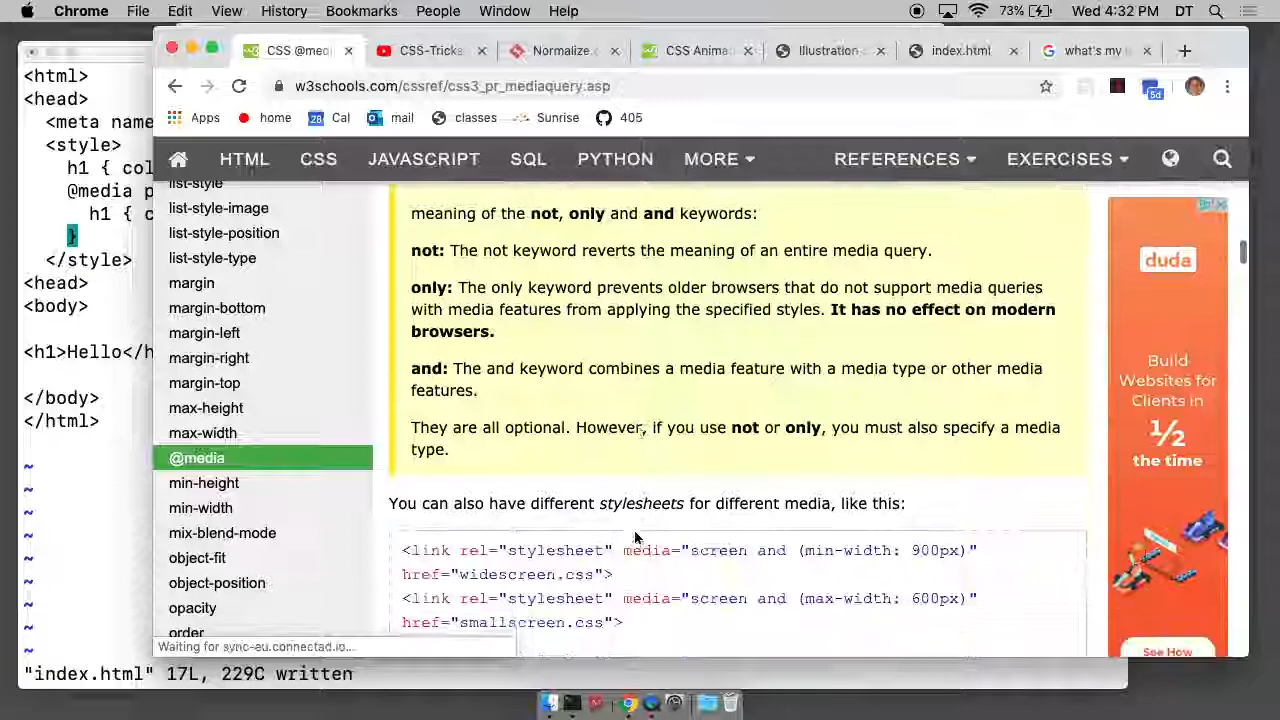 Chrome File Edit View History Bookmarks People Window Help 73% Wed 4:32 PM DT
CSS @med CSS-Tricks Normalize.c CSS Anima Illustration index.html what's my
w3schools.com/cssref/css3_pr_mediaquery.asp
Apps home 28 Cal mail classes Sunrise 405 5d
HTML CSS JAVASCRIPT SQL PYTHON MORE REFERENCES EXERCISES
<html>
<head>
<meta name
<style>
h1 { col
@media p
h1 { c
}
</style>
<head>
<body>
<h1>Hello</h
</body>
</html>
~
~
~
~
~
~
~
~
~
"index.html" 17L, 229C written
list-style
list-style-image
list-style-position
list-style-type
margin
margin-bottom
margin-left
margin-right
margin-top
max-height
max-width
@media
min-height
min-width
mix-blend-mode
object-fit
object-position
opacity
order
Waiting for sync-eu.connectad.io...
meaning of the not, only and and keywords:
not: The not keyword reverts the meaning of an entire media query.
only: The only keyword prevents older browsers that do not support media queries
with media features from applying the specified styles. It has no effect on modern
browsers.
and: The and keyword combines a media feature with a media type or other media
features.
They are all optional. However, if you use not or only, you must also specify a media
type.
You can also have different stylesheets for different media, like this:
<link rel="stylesheet" media="screen and (min-width: 900px)"
href="widescreen.css">
<link rel="stylesheet" media="screen and (max-width: 600px)"
href="smallscreen.css">
duda
Build
Websites for
Clients in
1/2
the time
See How